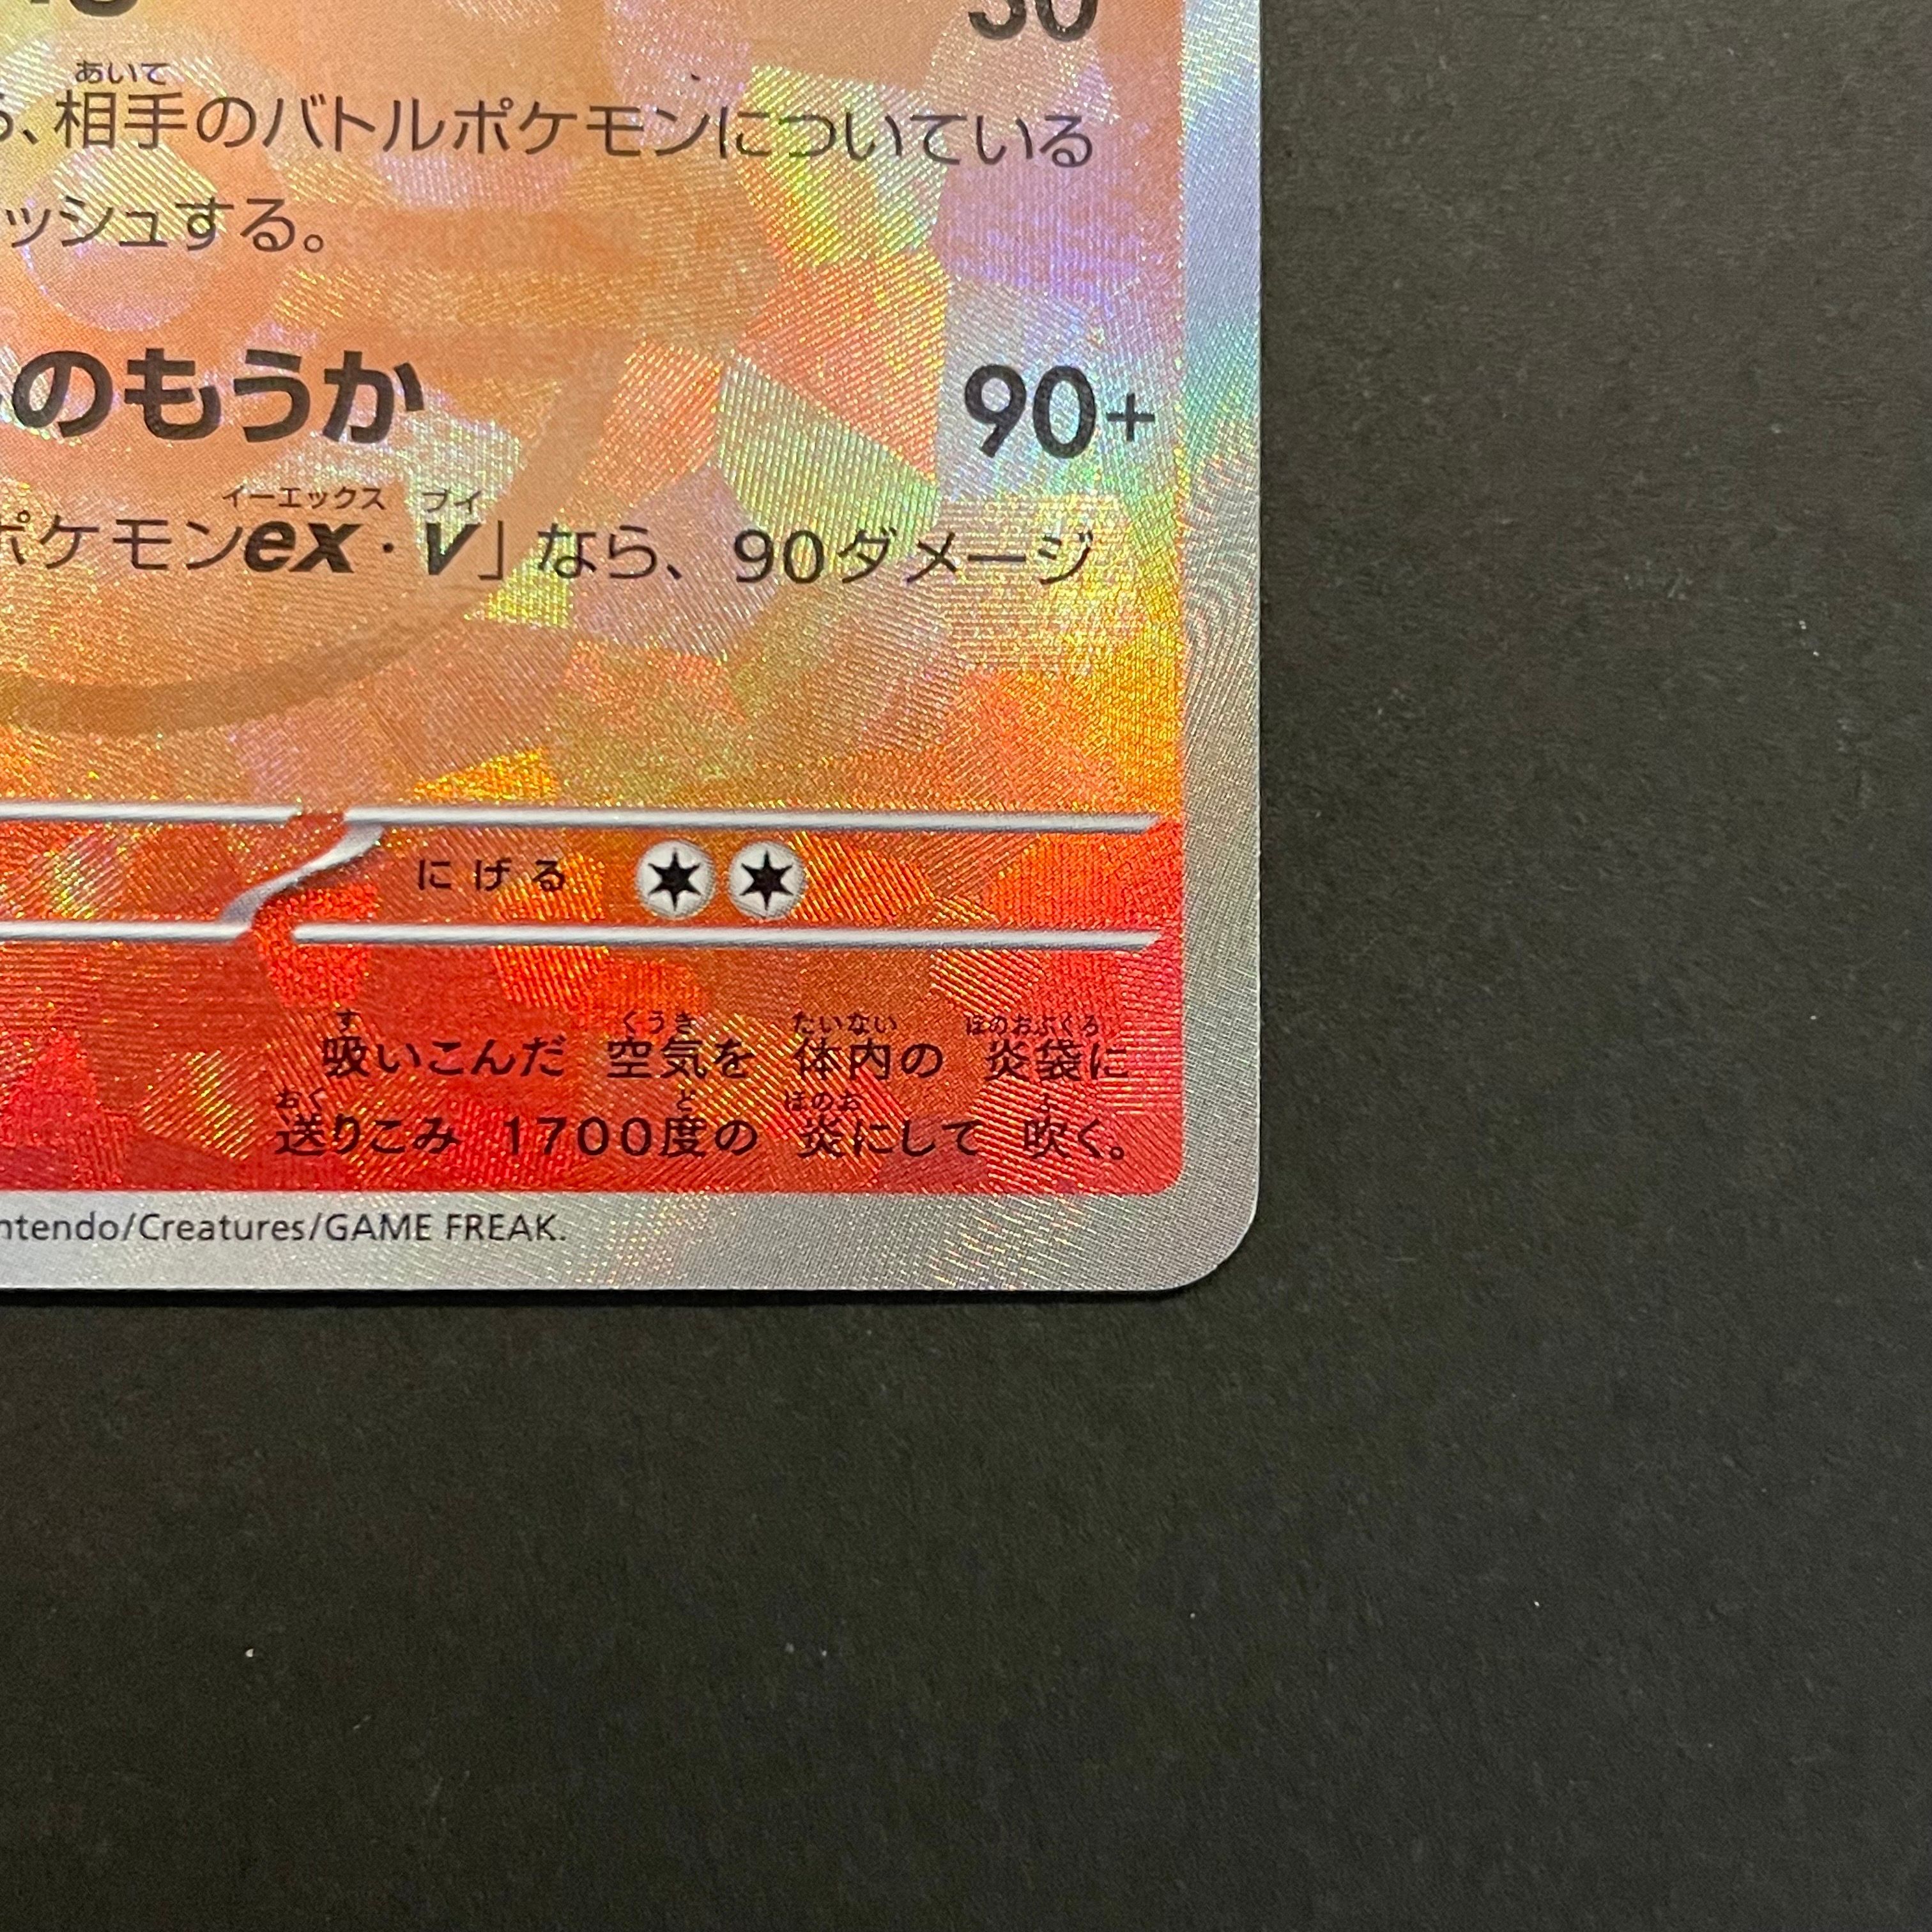 30
あいて
、相手のバトルポケモンについている
ッシュする。
のもうか 90+
イーエックス ブイ
ポケモンex・V」なら、90ダメージ
にげる
す くうき たいない ほのおぶくろ
吸いこんだ 空気を 体内の 炎袋に
おく ど ほのお ふ
送りこみ 1700度の 炎にして 吹く。
ntendo/Creatures/GAME FREAK.